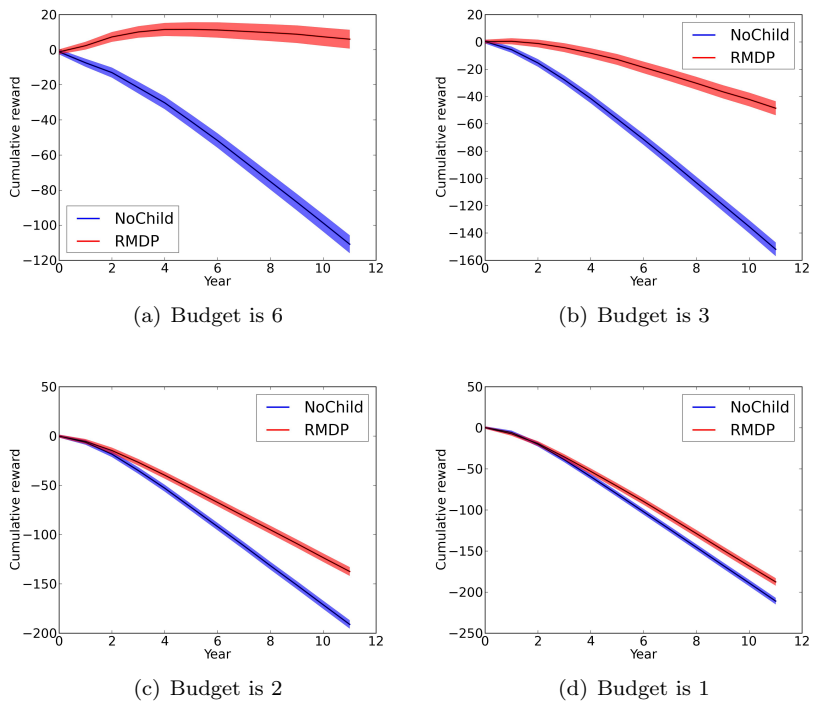 20
0
−20
−40
−60
−80
−100
−120
0 2 4 6 8 10 12
Cumulative reward
Year
NoChild
RMDP
(a) Budget is 6
20
0
−20
−40
−60
−80
−100
−120
−140
−160
0 2 4 6 8 10 12
Cumulative reward
Year
NoChild
RMDP
(b) Budget is 3
50
0
−50
−100
−150
−200
0 2 4 6 8 10 12
Cumulative reward
Year
NoChild
RMDP
(c) Budget is 2
50
0
−50
−100
−150
−200
−250
0 2 4 6 8 10 12
Cumulative reward
Year
NoChild
RMDP
(d) Budget is 1